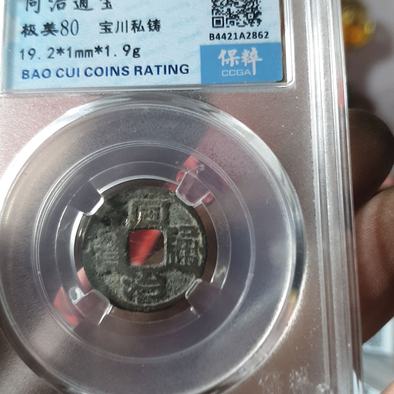 同治通宝
极美80 宝川私铸
19.2*1mm*1.9g
BAO CUI COINS RATING
B4421A2862
保粹
CCGA
同治